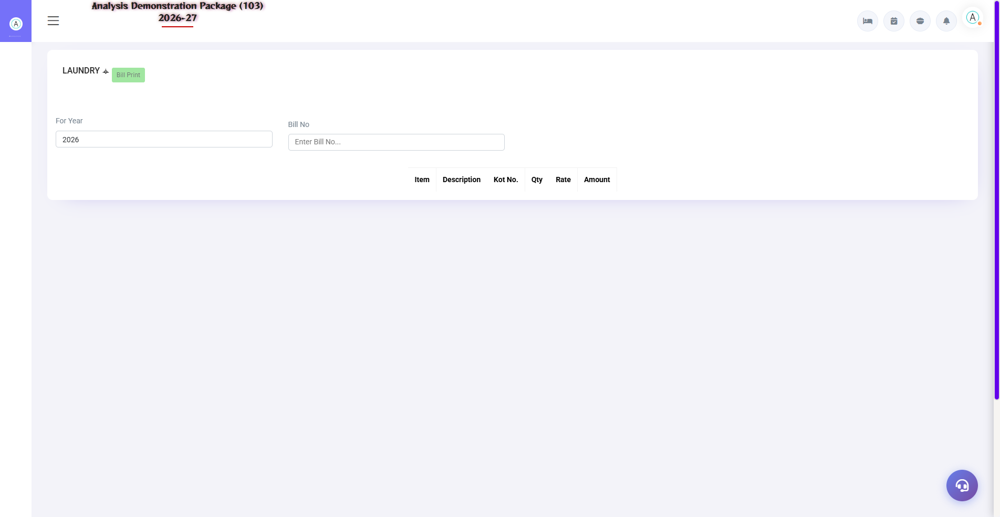 Analysis Demonstration Package (103)
2026-27
A
A
LAUNDRY
Bill Print
For Year
2026
Bill No
Enter Bill No...
Item Description Kot No. Qty Rate Amount